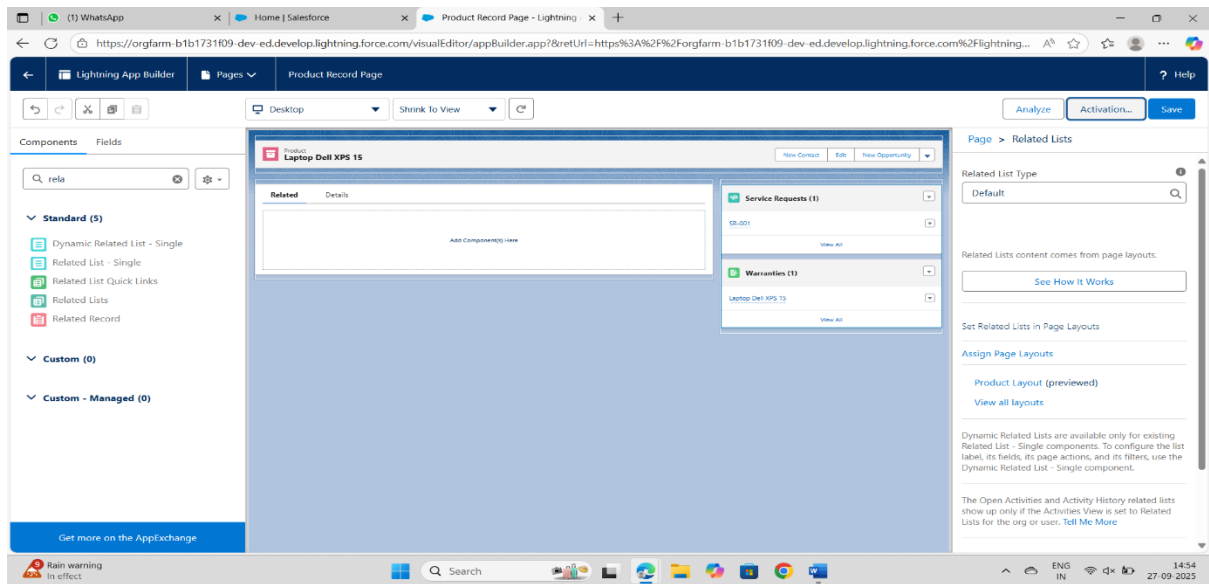 (1) WhatsApp
Home | Salesforce
Product Record Page - Lightning
https://orgfarm-b1b1731f09-dev-ed.develop.lightning.force.com/visualEditor/appBuilder.app?&retUrl=https%3A%2F%2Forgfarm-b1b1731f09-dev-ed.develop.lightning.force.com%2Flightning...
Lightning App Builder
Pages
Product Record Page
? Help
Desktop
Shrink To View
Analyze
Activation...
Save
Components
Fields
rela
Standard (5)
Dynamic Related List - Single
Related List - Single
Related List Quick Links
Related Lists
Related Record
Custom (0)
Custom - Managed (0)
Get more on the AppExchange
Product
Laptop Dell XPS 15
New Contact
Edit
New Opportunity
Related
Details
Add Component(s) Here
Service Requests (1)
SR-001
View All
Warranties (1)
Laptop Dell XPS 15
View All
Page > Related Lists
Related List Type
Default
Related Lists content comes from page layouts.
See How It Works
Set Related Lists in Page Layouts
Assign Page Layouts
Product Layout (previewed)
View all layouts
Dynamic Related Lists are available only for existing
Related List - Single components. To configure the list
label, its fields, its page actions, and its filters, use the
Dynamic Related List - Single component.
The Open Activities and Activity History related lists
show up only if the Activities View is set to Related
Lists for the org or user. Tell Me More
9
Rain warning
In effect
Search
ENG
IN
14:54
27-09-2025